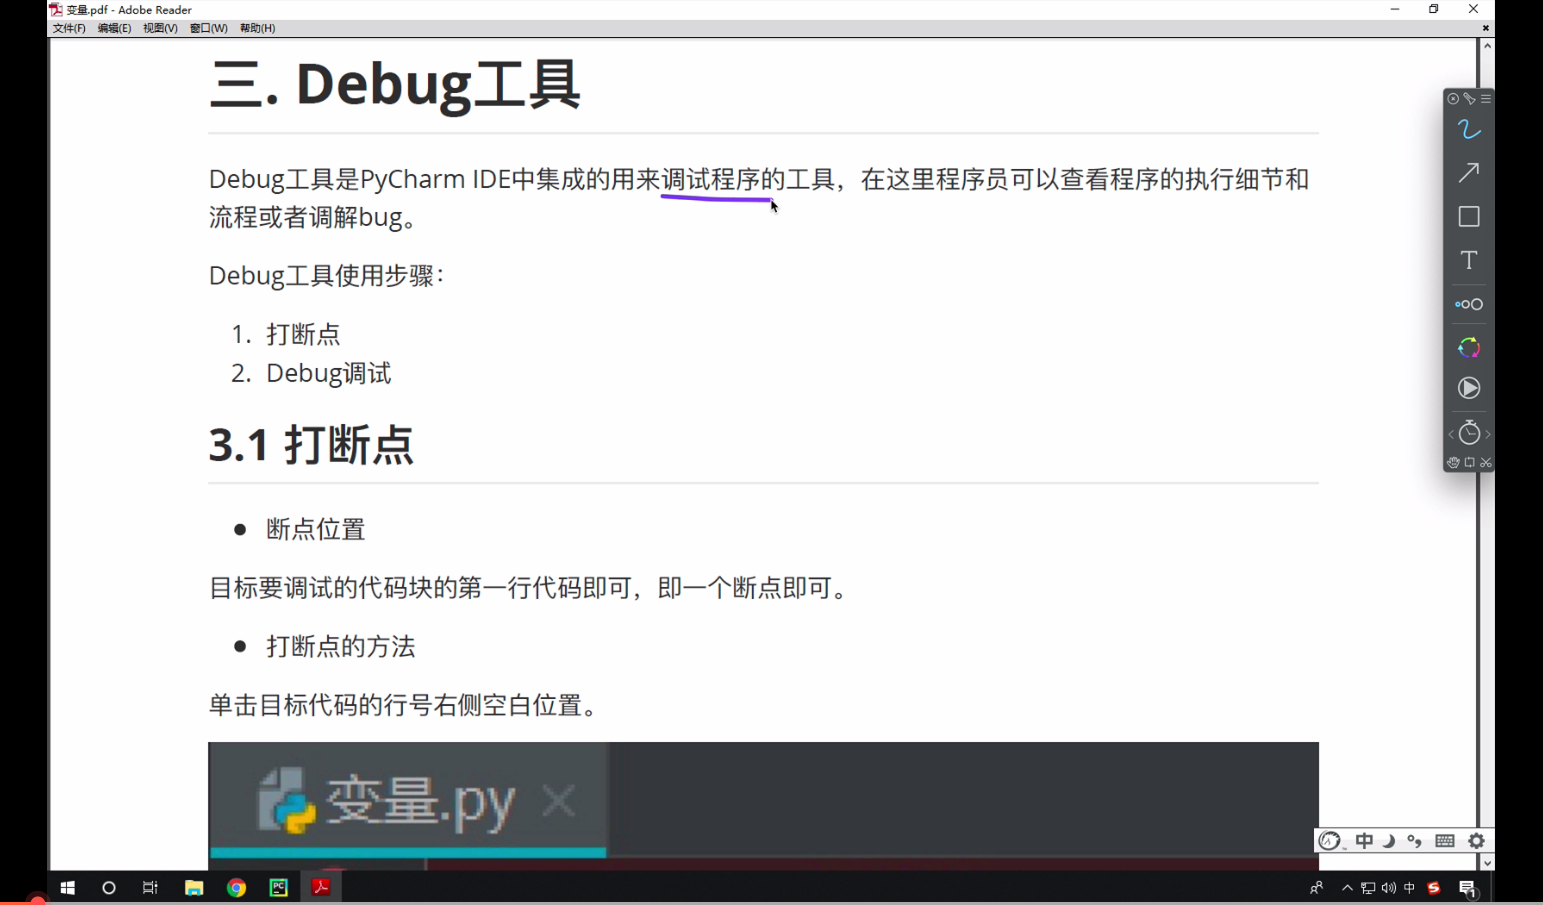 变量.pdf - Adobe Reader
文件(F) 编辑(E) 视图(V) 窗口(W) 帮助(H)
三. Debug工具
Debug工具是PyCharm IDE中集成的用来调试程序的工具，在这里程序员可以查看程序的执行细节和
流程或者调解bug。
Debug工具使用步骤：
1. 打断点
2. Debug调试
3.1 打断点
● 断点位置
目标要调试的代码块的第一行代码即可，即一个断点即可。
● 打断点的方法
单击目标代码的行号右侧空白位置。
变量.py
T
中
PC
中
1